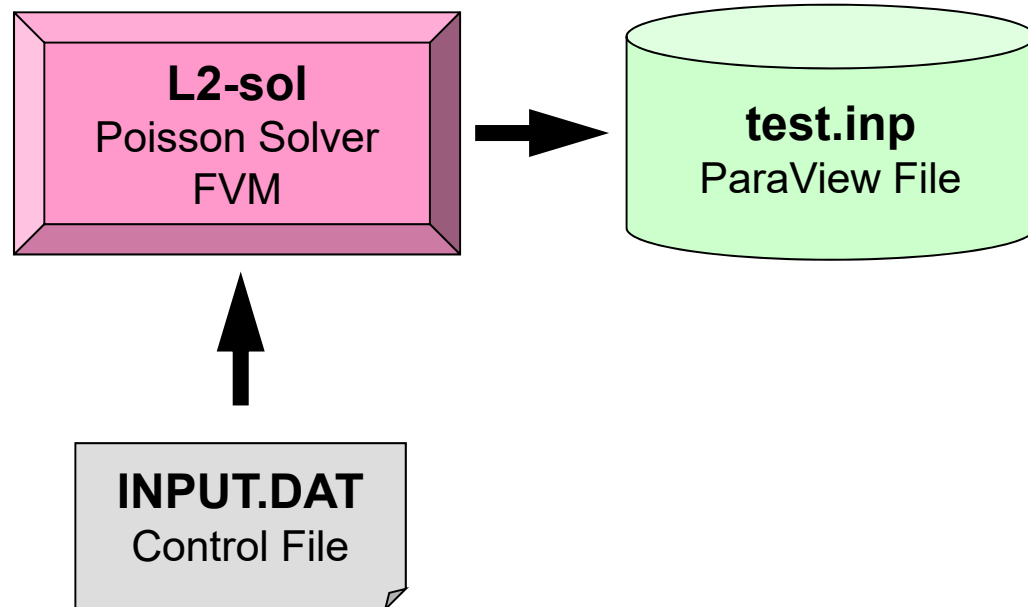 L2-sol
Poisson Solver
FVM
test.inp
ParaView File
INPUT.DAT
Control File